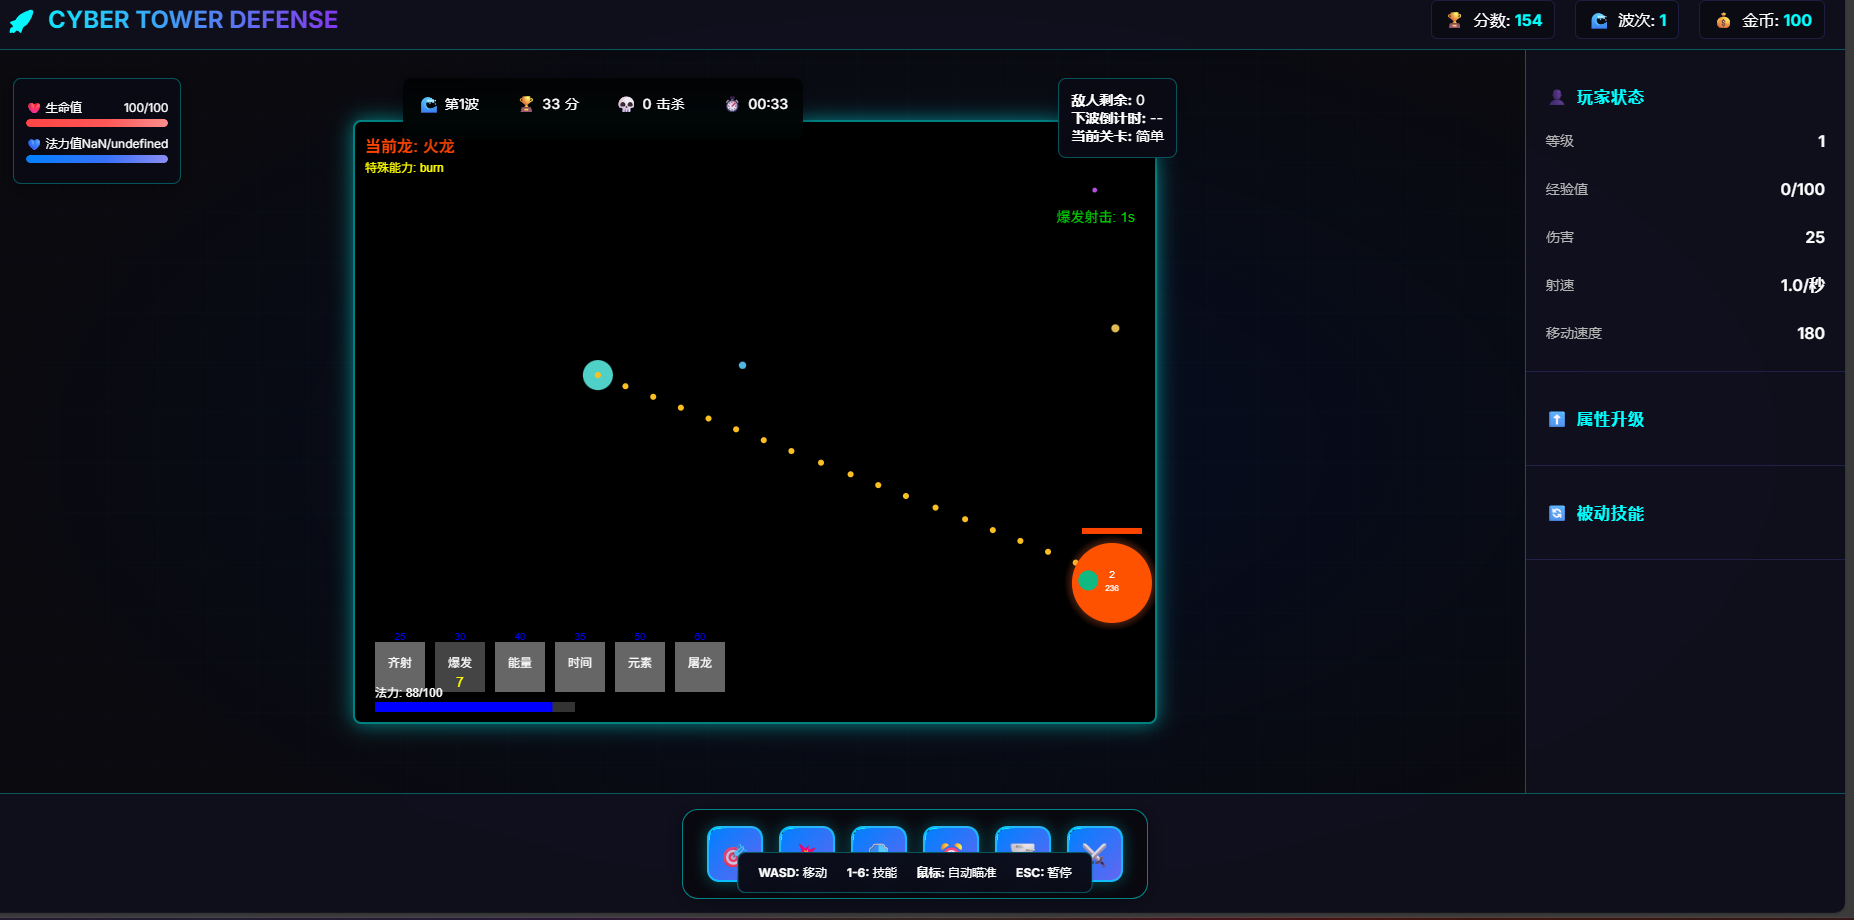 CYBER TOWER DEFENSE
分数: 154
波次: 1
金币: 100
生命值 100/100
法力值NaN/undefined
第1波
33 分
0 击杀
00:33
敌人剩余: 0
下波倒计时: --
当前关卡: 简单
当前龙: 火龙
特殊能力: burn
爆发射击: 1s
2
236
25 30 40 35 50 60
齐射 爆发 能量 时间 元素 屠龙
7
法力: 88/100
玩家状态
等级 1
经验值 0/100
伤害 25
射速 1.0/秒
移动速度 180
属性升级
被动技能
WASD: 移动 1-6: 技能 鼠标: 自动瞄准 ESC: 暂停